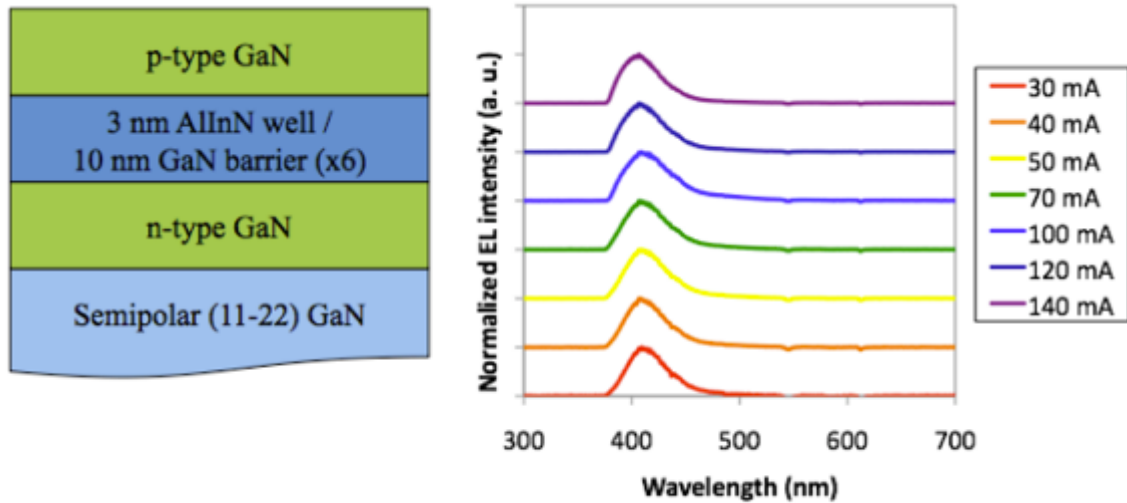 p-type GaN
3 nm AlInN well /
10 nm GaN barrier (x6)
n-type GaN
Semipolar (11-22) GaN
Normalized EL intensity (a. u.)
300
400
500
600
700
Wavelength (nm)
30 mA
40 mA
50 mA
70 mA
100 mA
120 mA
140 mA